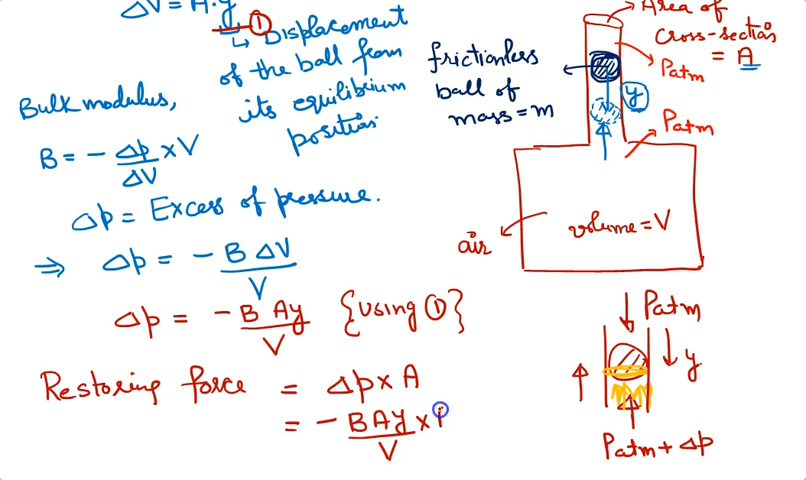 ΔV = A·y
①
↳ Displacement
of the ball from
its equilibrium
position
Bulk modulus,
B = - Δp/ΔV × V
Δp = Excess of pressure.
⇒ Δp = - B ΔV/V
Δp = - B Ay/V {using ①}
Restoring force = Δp × A
= - BAy/V ×
Area of
cross-section
= A
frictionless
ball of
mass = m
Patm
y
Patm
air
volume = V
Patm
y
Patm + Δp